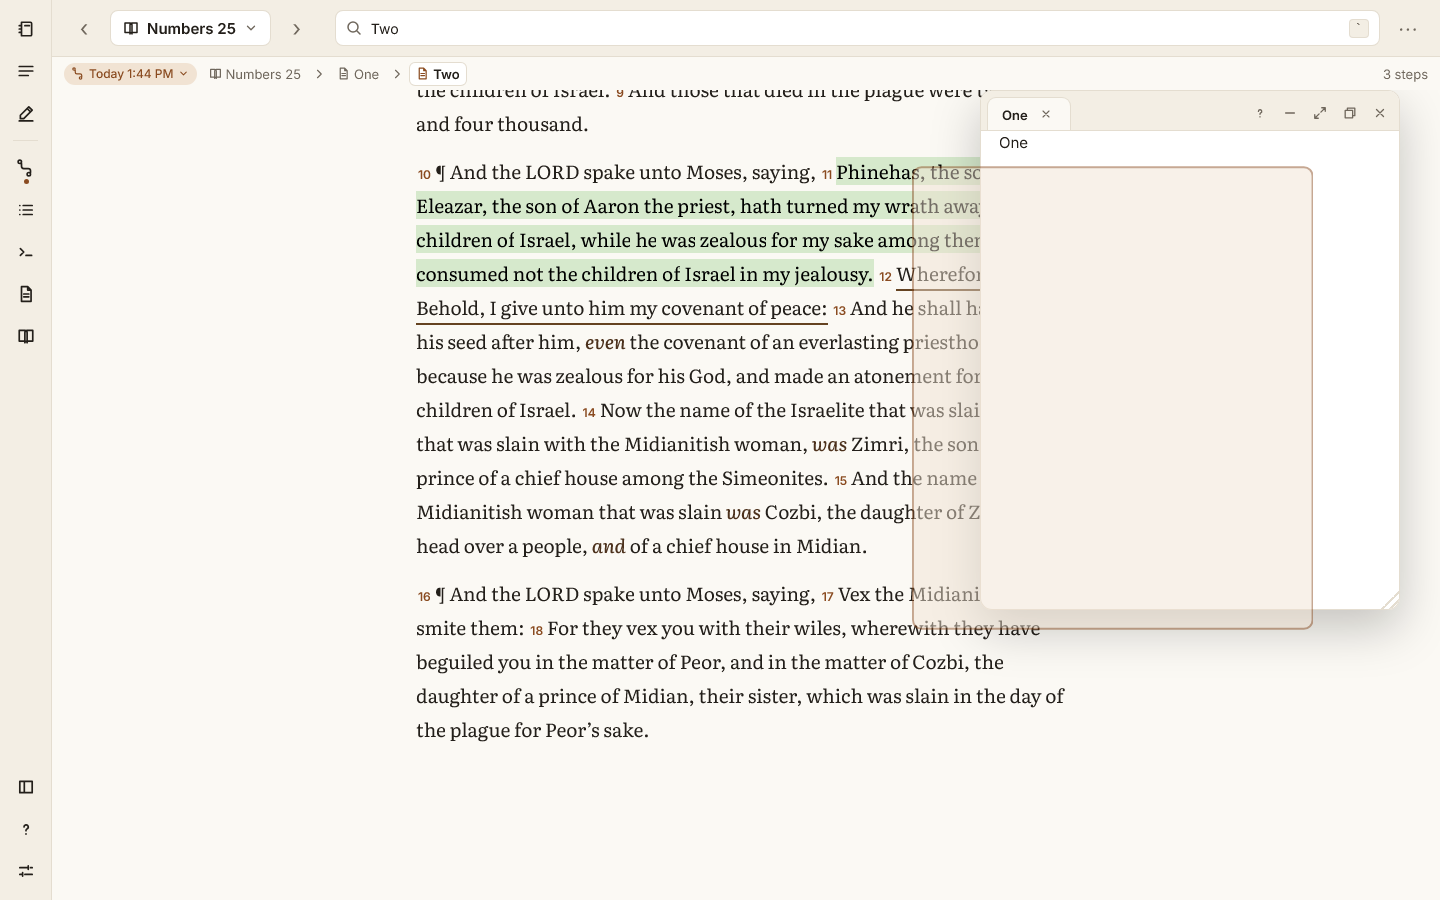 Numbers 25
Two
`
Today 1:44 PM
Numbers 25
One
Two
3 steps
the children of Israel. 9 And those that died in the plague were
and four thousand.
10 ¶ And the LORD spake unto Moses, saying, 11 Phinehas, the
Eleazar, the son of Aaron the priest, hath turned my wrath
children of Israel, while he was zealous for my sake among
consumed not the children of Israel in my jealousy. 12
Behold, I give unto him my covenant of peace: 13 And he shall
his seed after him, even the covenant of an everlasting
because he was zealous for his God, and made an atonement for
children of Israel. 14 Now the name of the Israelite that was
that was slain with the Midianitish woman, was Zimri, the son
prince of a chief house among the Simeonites. 15 And the name
Midianitish woman that was slain was Cozbi, the daughter of
head over a people, and of a chief house in Midian.
16 ¶ And the LORD spake unto Moses, saying, 17 Vex the
smite them: 18 For they vex you with their wiles, wherewith they have
beguiled you in the matter of Peor, and in the matter of Cozbi, the
daughter of a prince of Midian, their sister, which was slain in the day of
the plague for Peor’s sake.
One
?
One
?